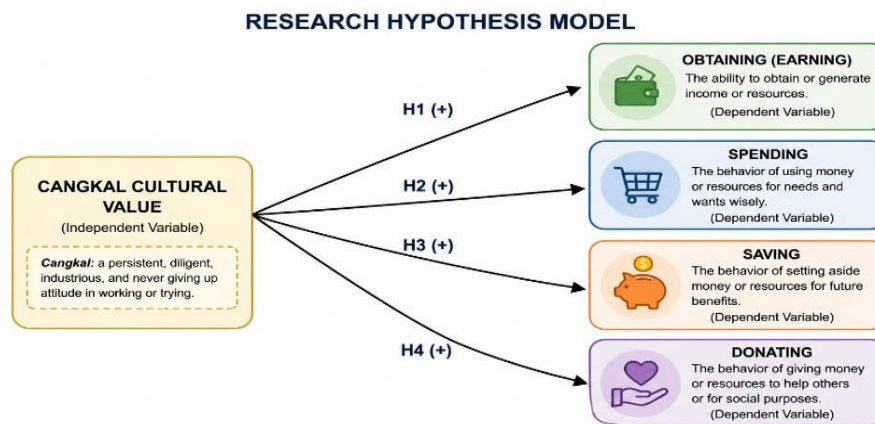 RESEARCH HYPOTHESIS MODEL
CANGKAL CULTURAL
VALUE
(Independent Variable)
Cangkal: a persistent, diligent,
industrious, and never giving up
attitude in working or trying.
H1 (+)
H2 (+)
H3 (+)
H4 (+)
OBTAINING (EARNING)
The ability to obtain or generate
income or resources.
(Dependent Variable)
SPENDING
The behavior of using money
or resources for needs and
wants wisely.
(Dependent Variable)
$
SAVING
The behavior of setting aside
money or resources for future
benefits.
(Dependent Variable)
DONATING
The behavior of giving money
or resources to help others
or for social purposes.
(Dependent Variable)